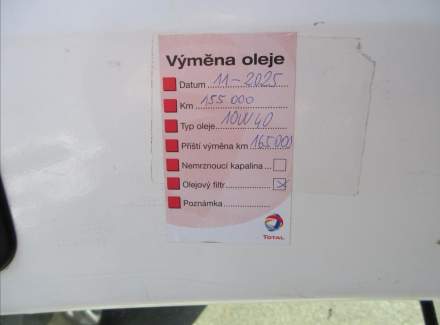 Výměna oleje
Datum 11-2025
Km 155 000
Typ oleje 10W40
Příští výměna km 165 000
Nemrznoucí kapalina
Olejový filtr
Poznámka
TOTAL